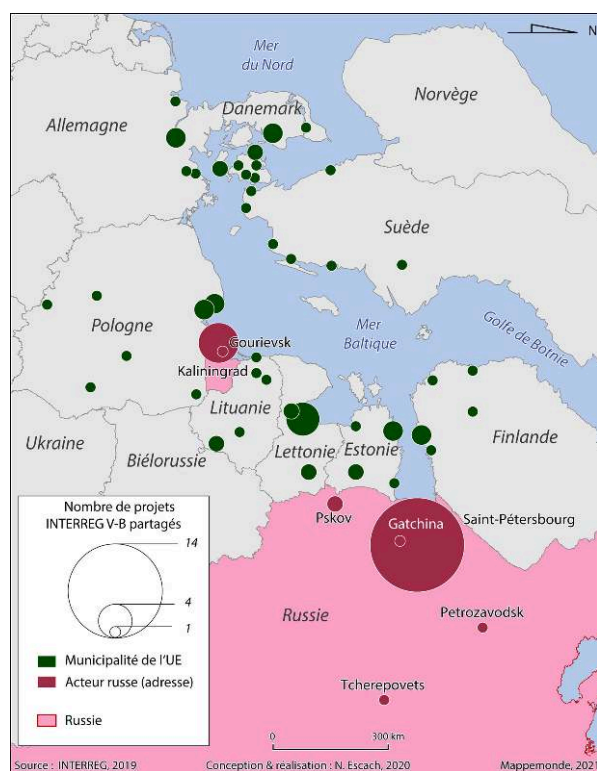 N
Mer
du Nord
Norvège
Danemark
Allemagne
Suède
Golfe de Botnie
Mer
Baltique
Pologne
Gourievsk
Kaliningrad
Lituanie
Finlande
Ukraine
Biélorussie
Lettonie
Estonie
Nombre de projets
INTERREG V-B partagés
14
4
1
Pskov
Gatchina
Saint-Pétersbourg
Russie
Petrozavodsk
Tcherepovets
Municipalité de l'UE
Acteur russe (adresse)
Russie
0 300 km
Source : INTERREG, 2019 Conception & réalisation : N. Escach, 2020 Mappemonde, 2021